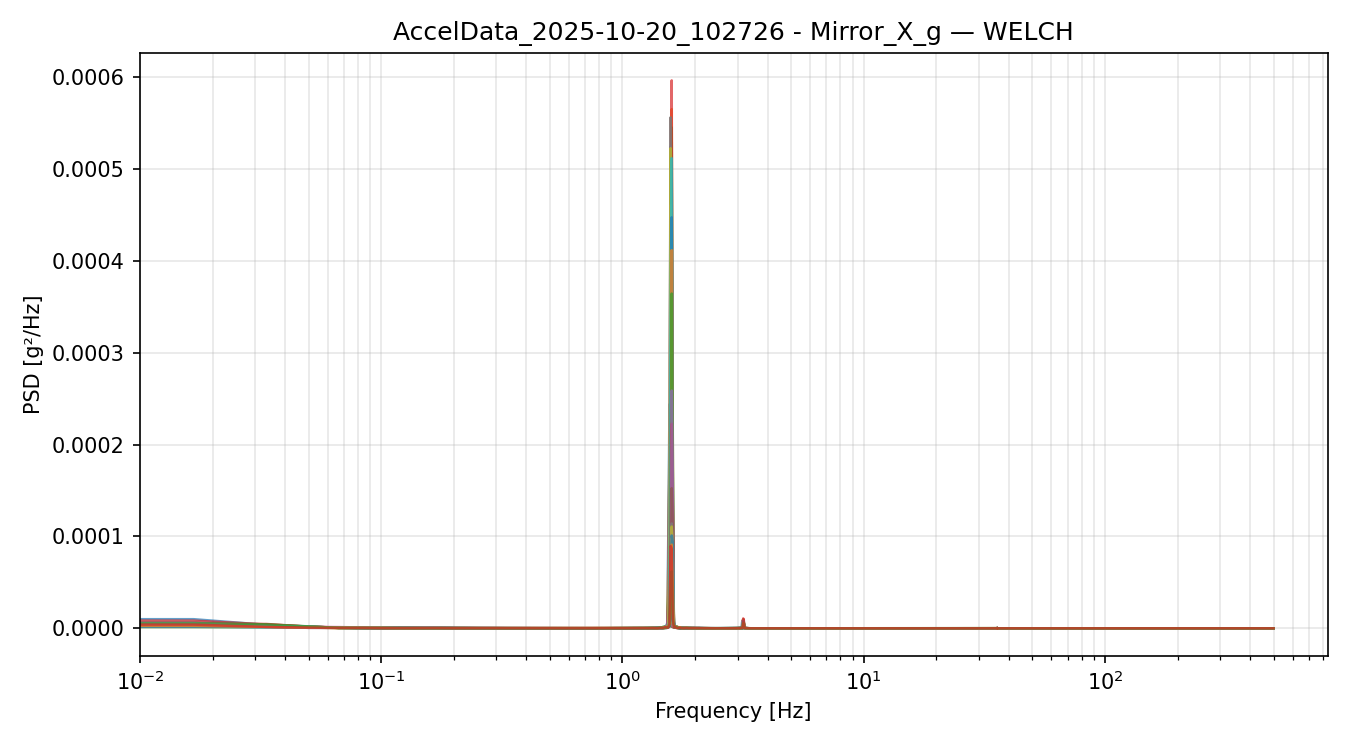 AccelData_2025-10-20_102726 - Mirror_X_g — WELCH
PSD [g²/Hz]
0.0006
0.0005
0.0004
0.0003
0.0002
0.0001
0.0000
10⁻² 10⁻¹ 10⁰ 10¹ 10²
Frequency [Hz]